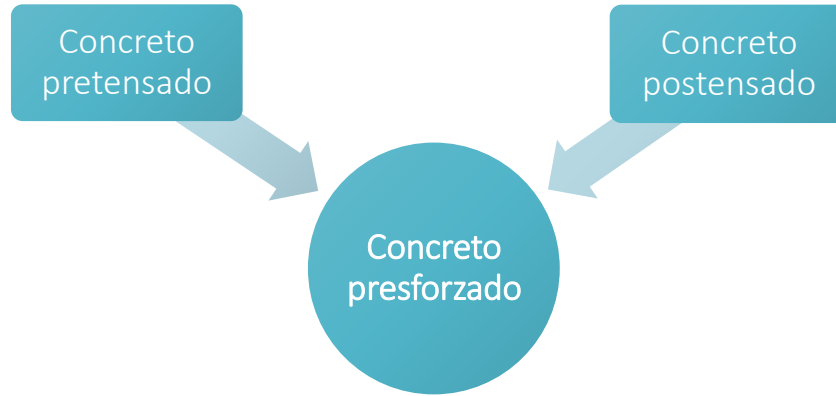 Concreto
pretensado
Concreto
postensado
Concreto
presforzado